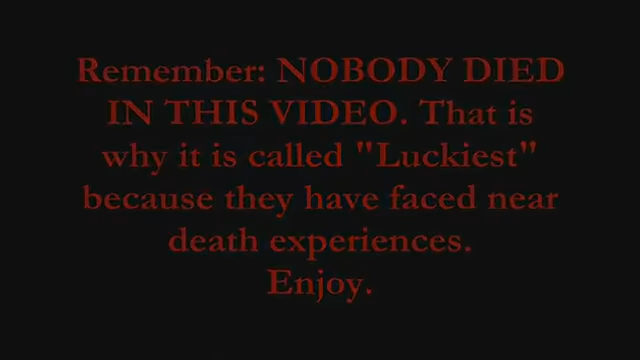 Remember: NOBODY DIED
IN THIS VIDEO. That is
why it is called "Luckiest"
because they have faced near
death experiences.
Enjoy.